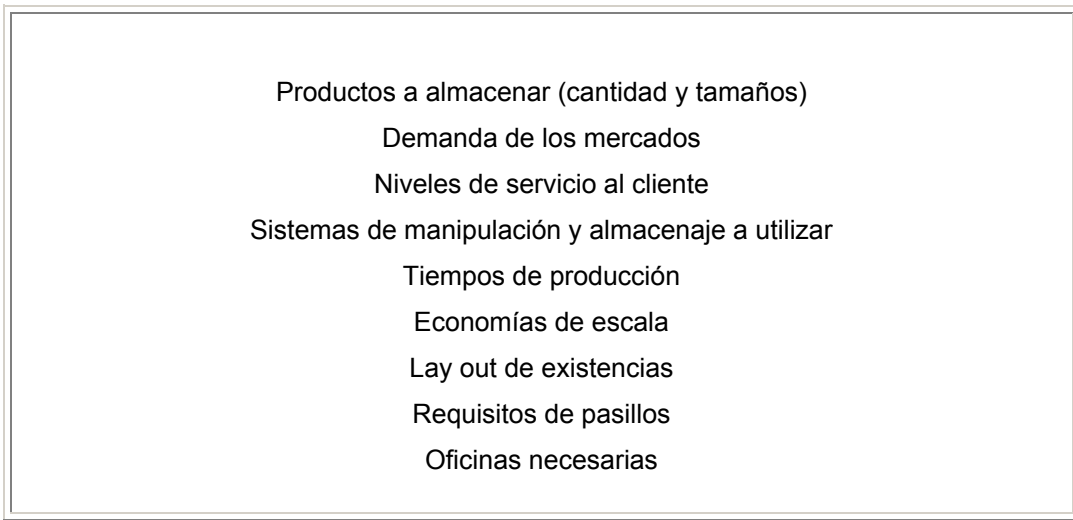 Productos a almacenar (cantidad y tamaños)
Demanda de los mercados
Niveles de servicio al cliente
Sistemas de manipulación y almacenaje a utilizar
Tiempos de producción
Economías de escala
Lay out de existencias
Requisitos de pasillos
Oficinas necesarias